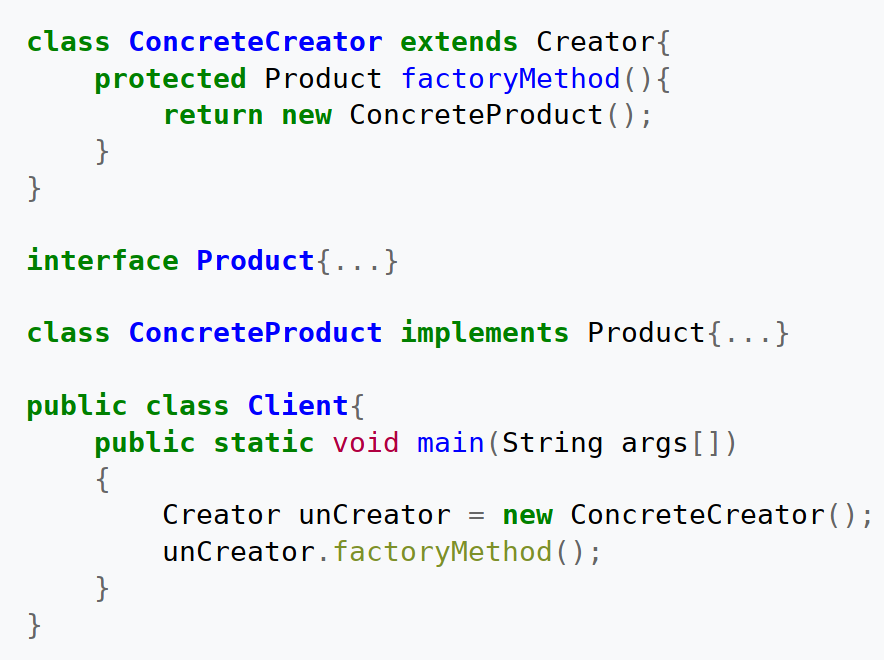 class ConcreteCreator extends Creator{
    protected Product factoryMethod(){
        return new ConcreteProduct();
    }
}

interface Product{...}

class ConcreteProduct implements Product{...}

public class Client{
    public static void main(String args[])
    {
        Creator unCreator = new ConcreteCreator();
        unCreator.factoryMethod();
    }
}